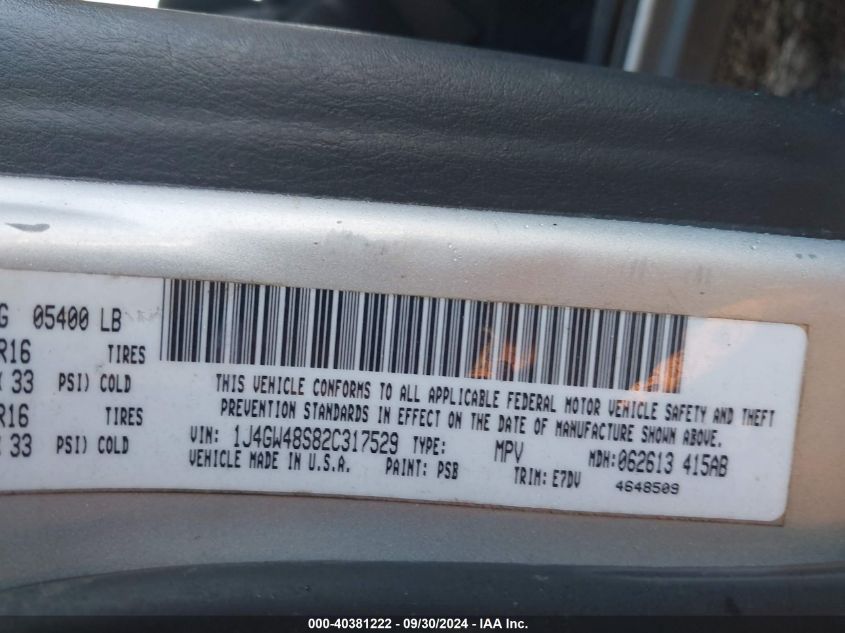 G 05400 LB
R16 TIRES
33 PSI) COLD
R16 TIRES
33 PSI) COLD
THIS VEHICLE CONFORMS TO ALL APPLICABLE FEDERAL MOTOR VEHICLE SAFETY AND THEFT
PREVENTION STANDARDS IN EFFECT ON THE DATE OF MANUFACTURE SHOWN ABOVE.
VIN: 1J4GW48S82C317529 TYPE: MPV MDH: 062613 415AB
VEHICLE MADE IN U.S.A. PAINT: PSB TRIM: E7DV 4648509
000-40381222 - 09/30/2024 - IAA Inc.